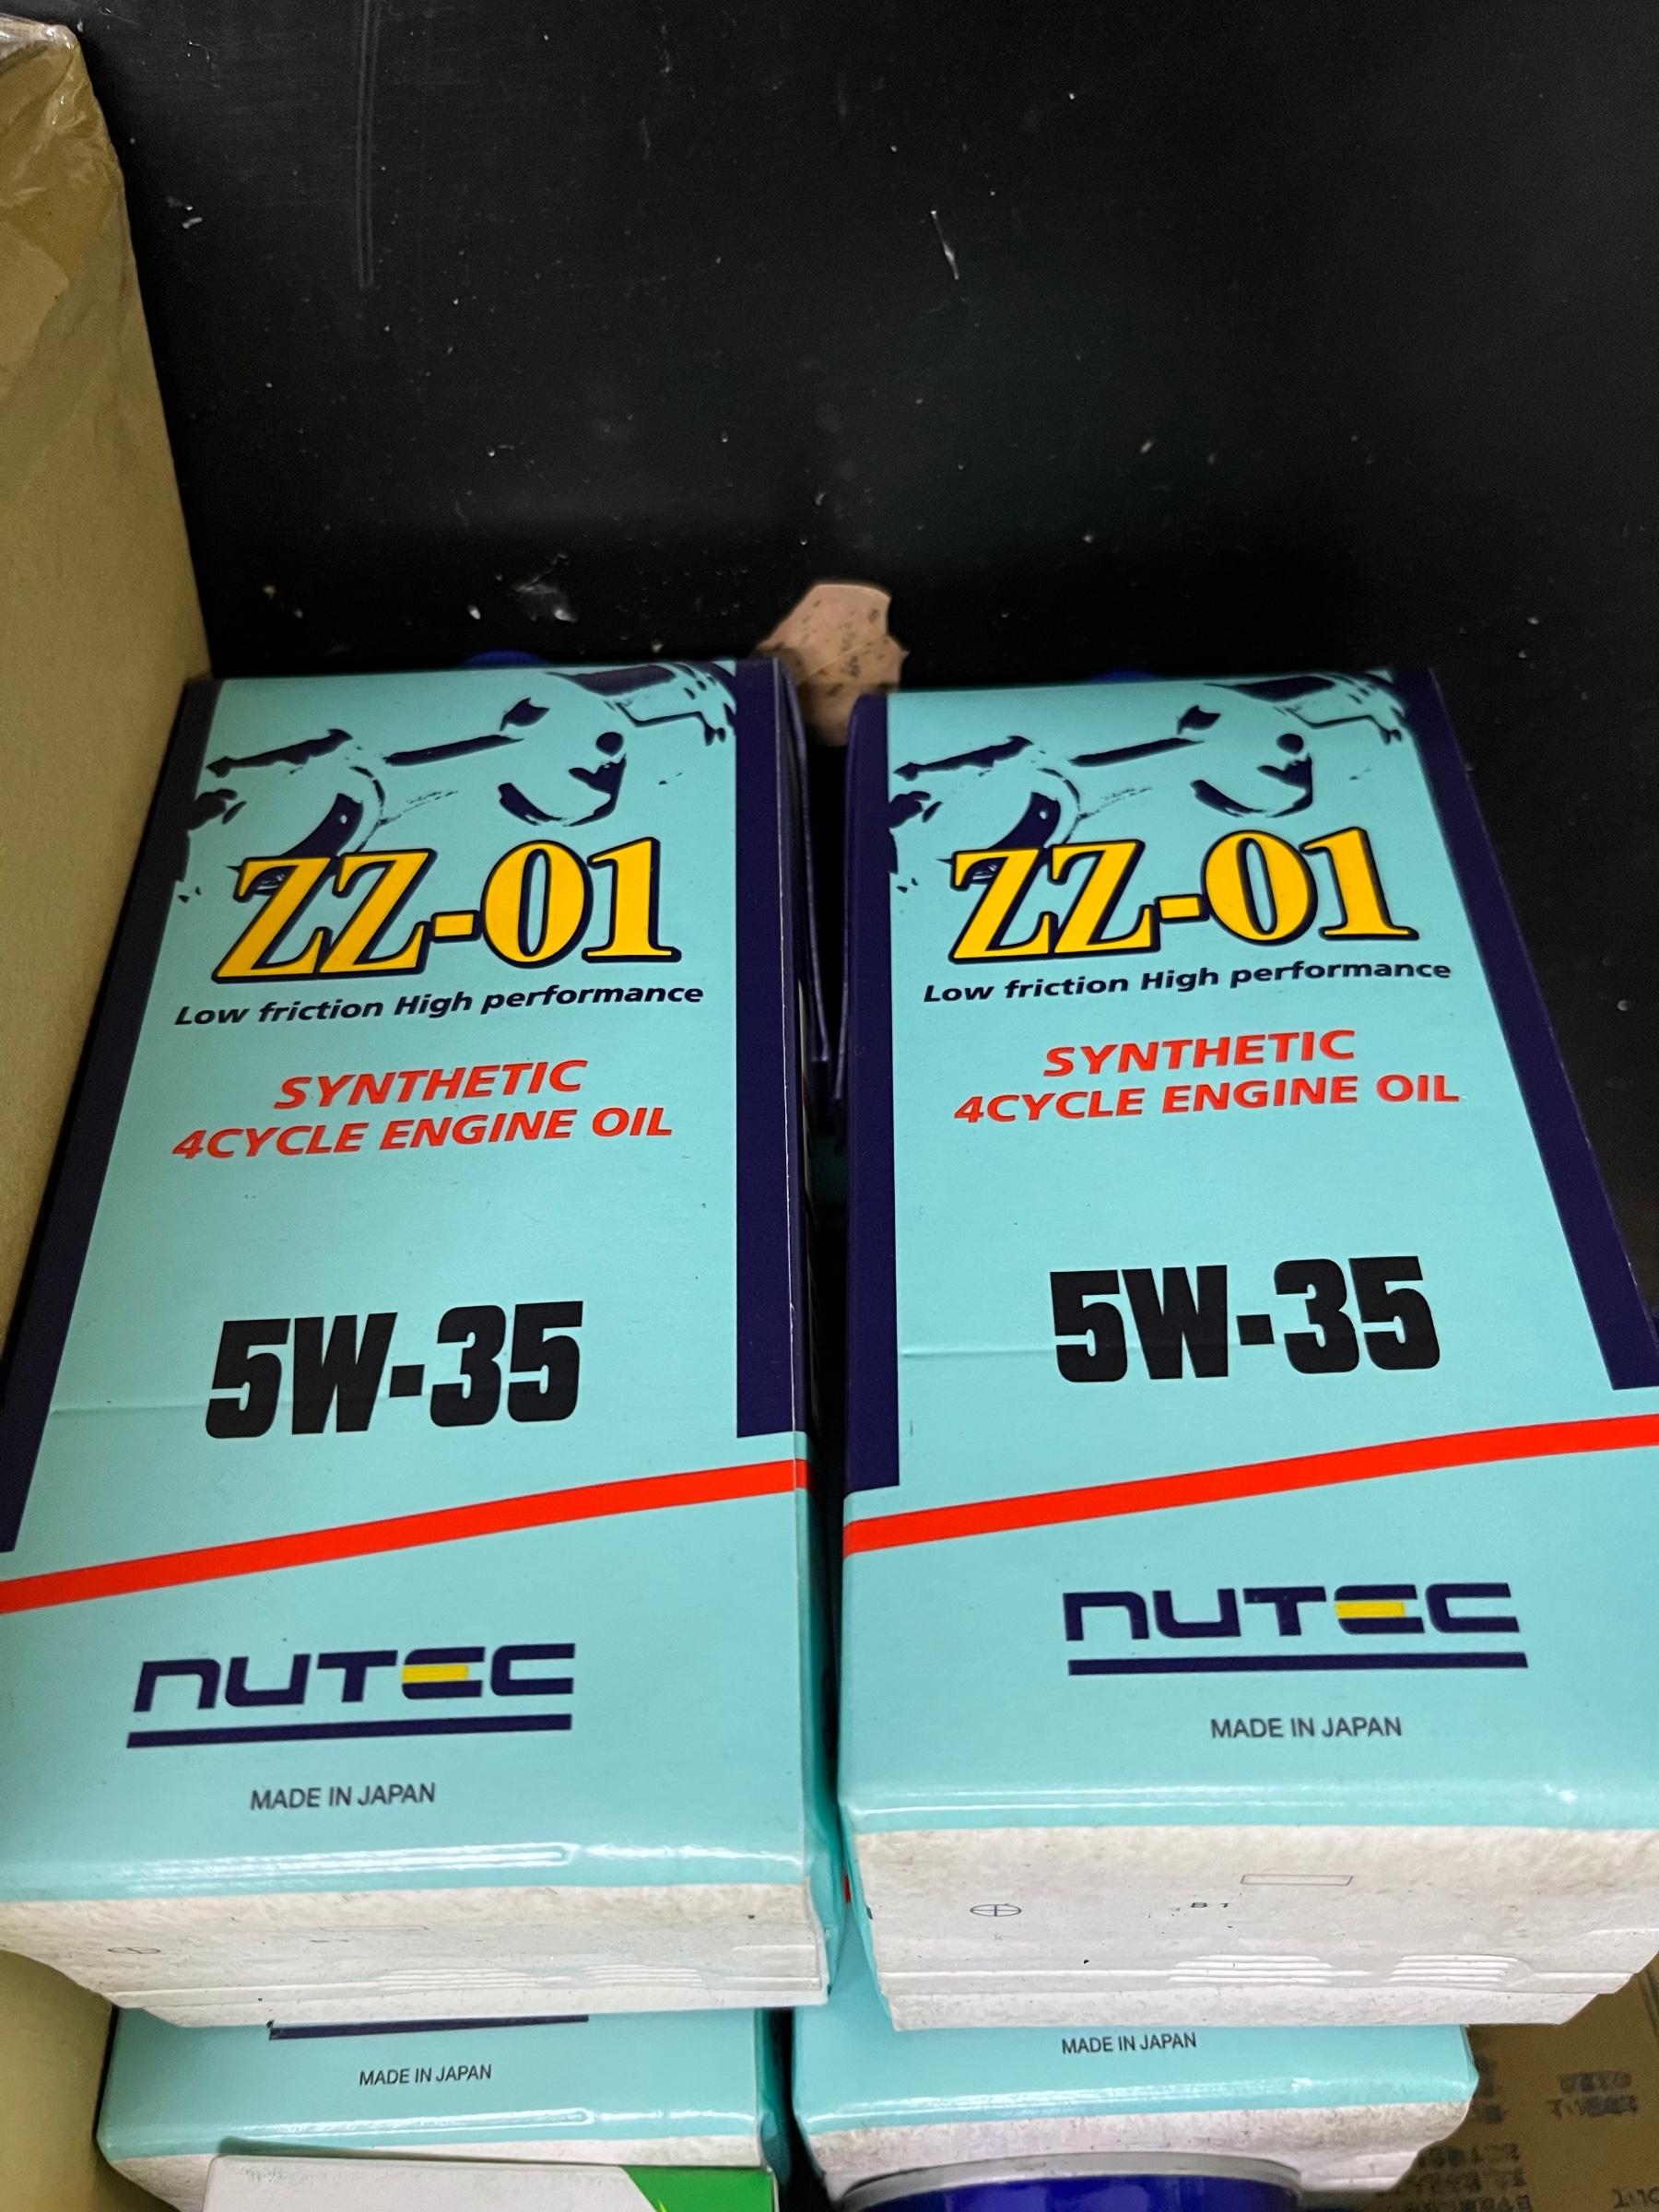 ZZ-01
Low friction High performance
SYNTHETIC
4CYCLE ENGINE OIL
5W-35
NUTEC
MADE IN JAPAN
ZZ-01
Low friction High performance
SYNTHETIC
4CYCLE ENGINE OIL
5W-35
NUTEC
MADE IN JAPAN
MADE IN JAPAN
MADE IN JAPAN